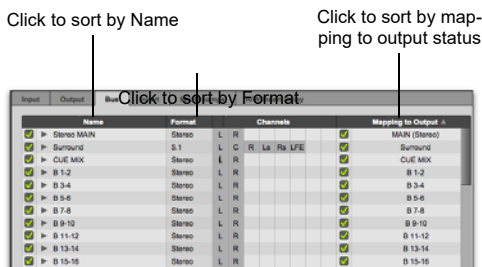 Click to sort by Name
Click to sort by map-
ping to output status
Click to sort by Format
Input Output Bus
Name Format Channels Mapping to Output
Stereo MAIN Stereo L R MAIN (Stereo)
Surround 5.1 L C R Ls Rs LFE Surround
CUE MIX Stereo L R CUE MIX
B 1-2 Stereo L R B 1-2
B 3-4 Stereo L R B 3-4
B 5-6 Stereo L R B 5-6
B 7-8 Stereo L R B 7-8
B 9-10 Stereo L R B 9-10
B 11-12 Stereo L R B 11-12
B 13-14 Stereo L R B 13-14
B 15-16 Stereo L R B 15-16